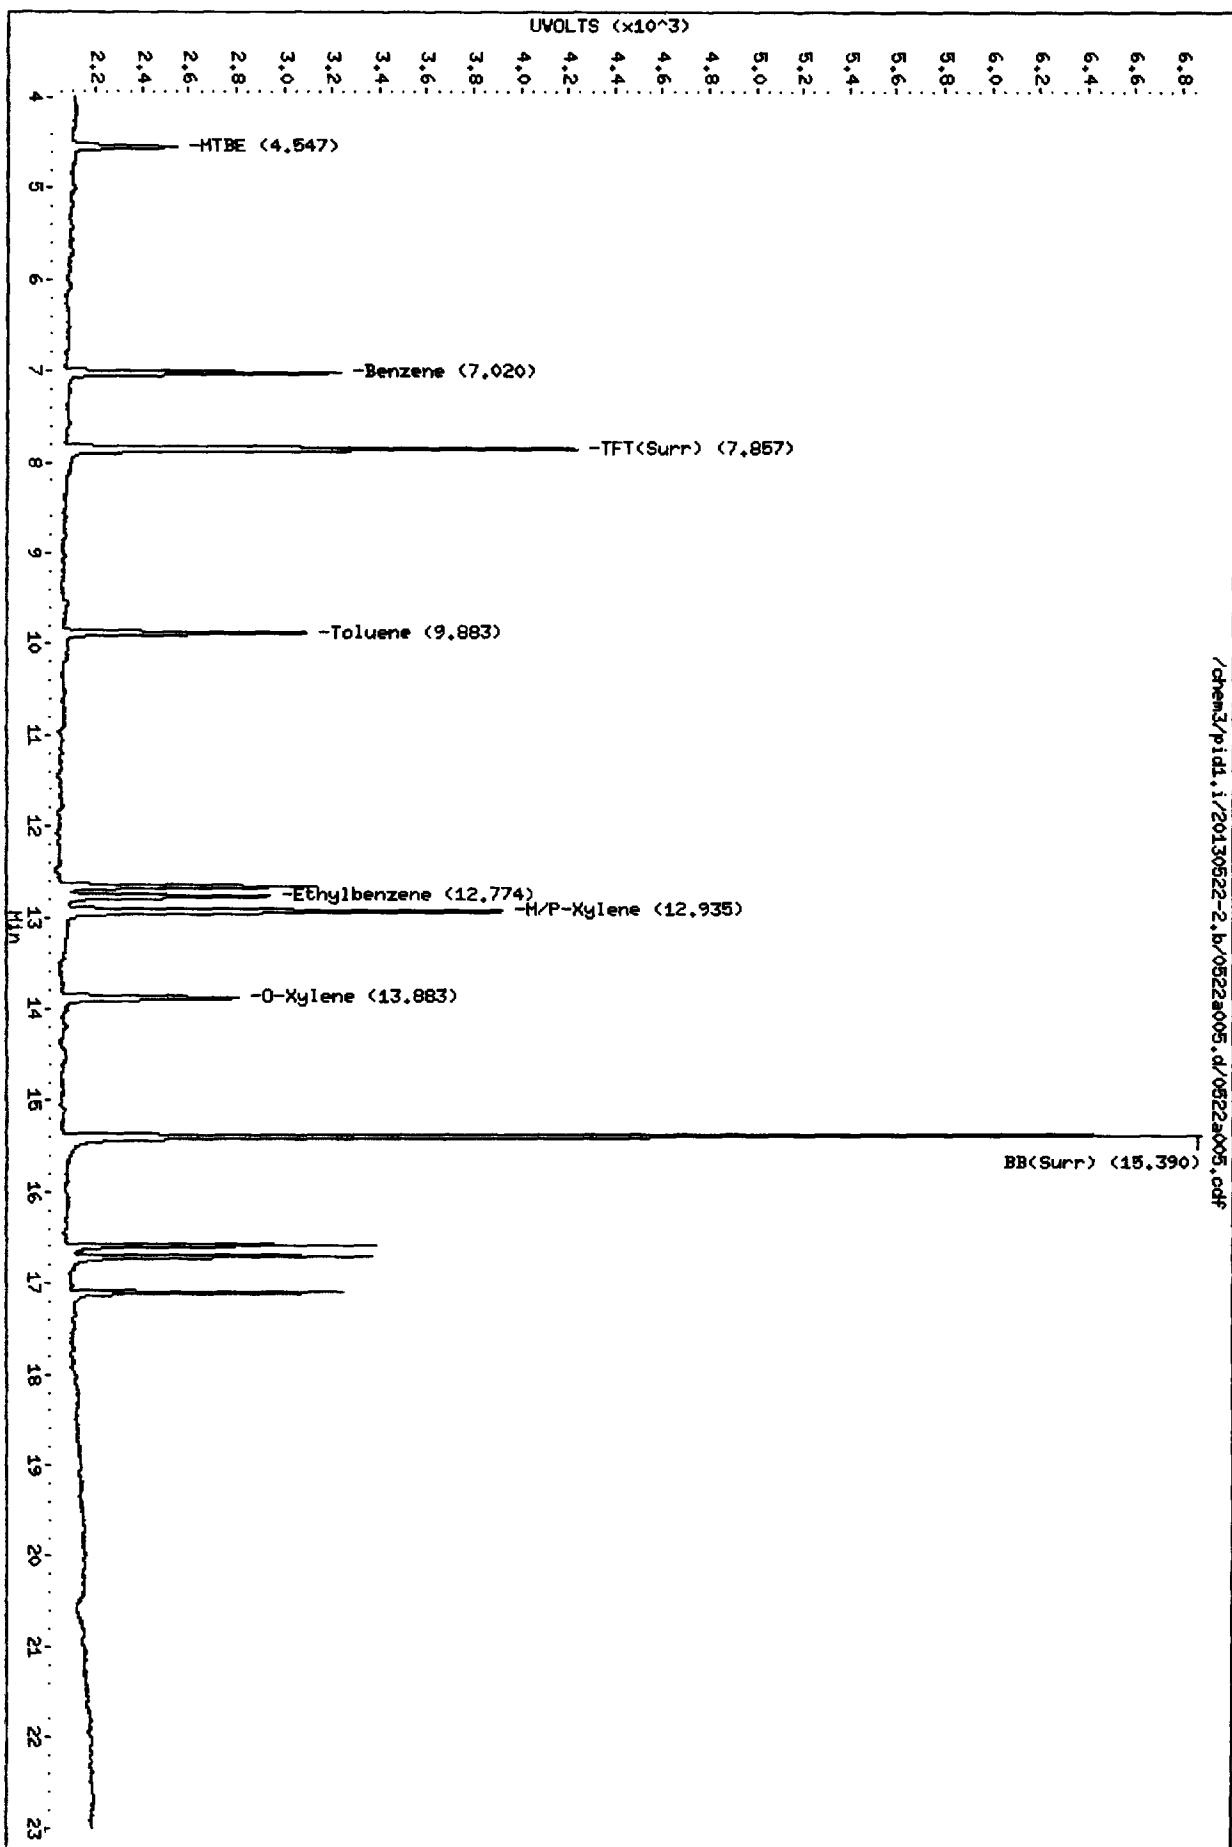 /chem3/pid1.i/20130522-2.b/0522a005.d/0522a005.cdf
UVOLTS (x10^3)
6.8
6.6
6.4
6.2
6.0
5.8
5.6
5.4
5.2
5.0
4.8
4.6
4.4
4.2
4.0
3.8
3.6
3.4
3.2
3.0
2.8
2.6
2.4
2.2
-MTBE (4.547)
-Benzene (7.020)
-TFT(Surr) (7.857)
-Toluene (9.883)
-Ethylbenzene (12.774)
-M/P-Xylene (12.935)
-O-Xylene (13.883)
BB(Surr) (15.390)
4 5 6 7 8 9 10 11 12 13 14 15 16 17 18 19 20 21 22 23
Min